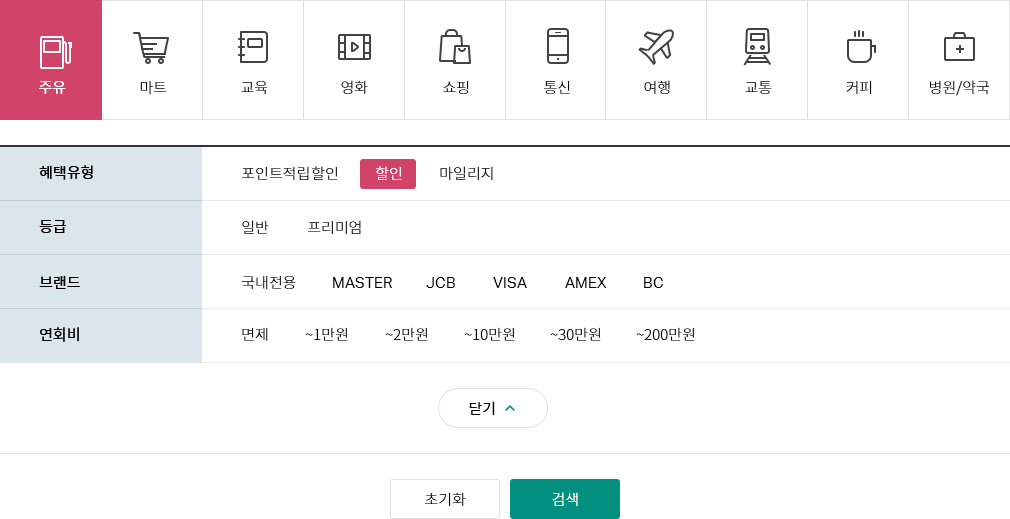 주유 마트 교육 영화 쇼핑 통신 여행 교통 커피 병원/약국
혜택유형 포인트적립할인 할인 마일리지
등급 일반 프리미엄
브랜드 국내전용 MASTER JCB VISA AMEX BC
연회비 면제 ~1만원 ~2만원 ~10만원 ~30만원 ~200만원
닫기
초기화 검색